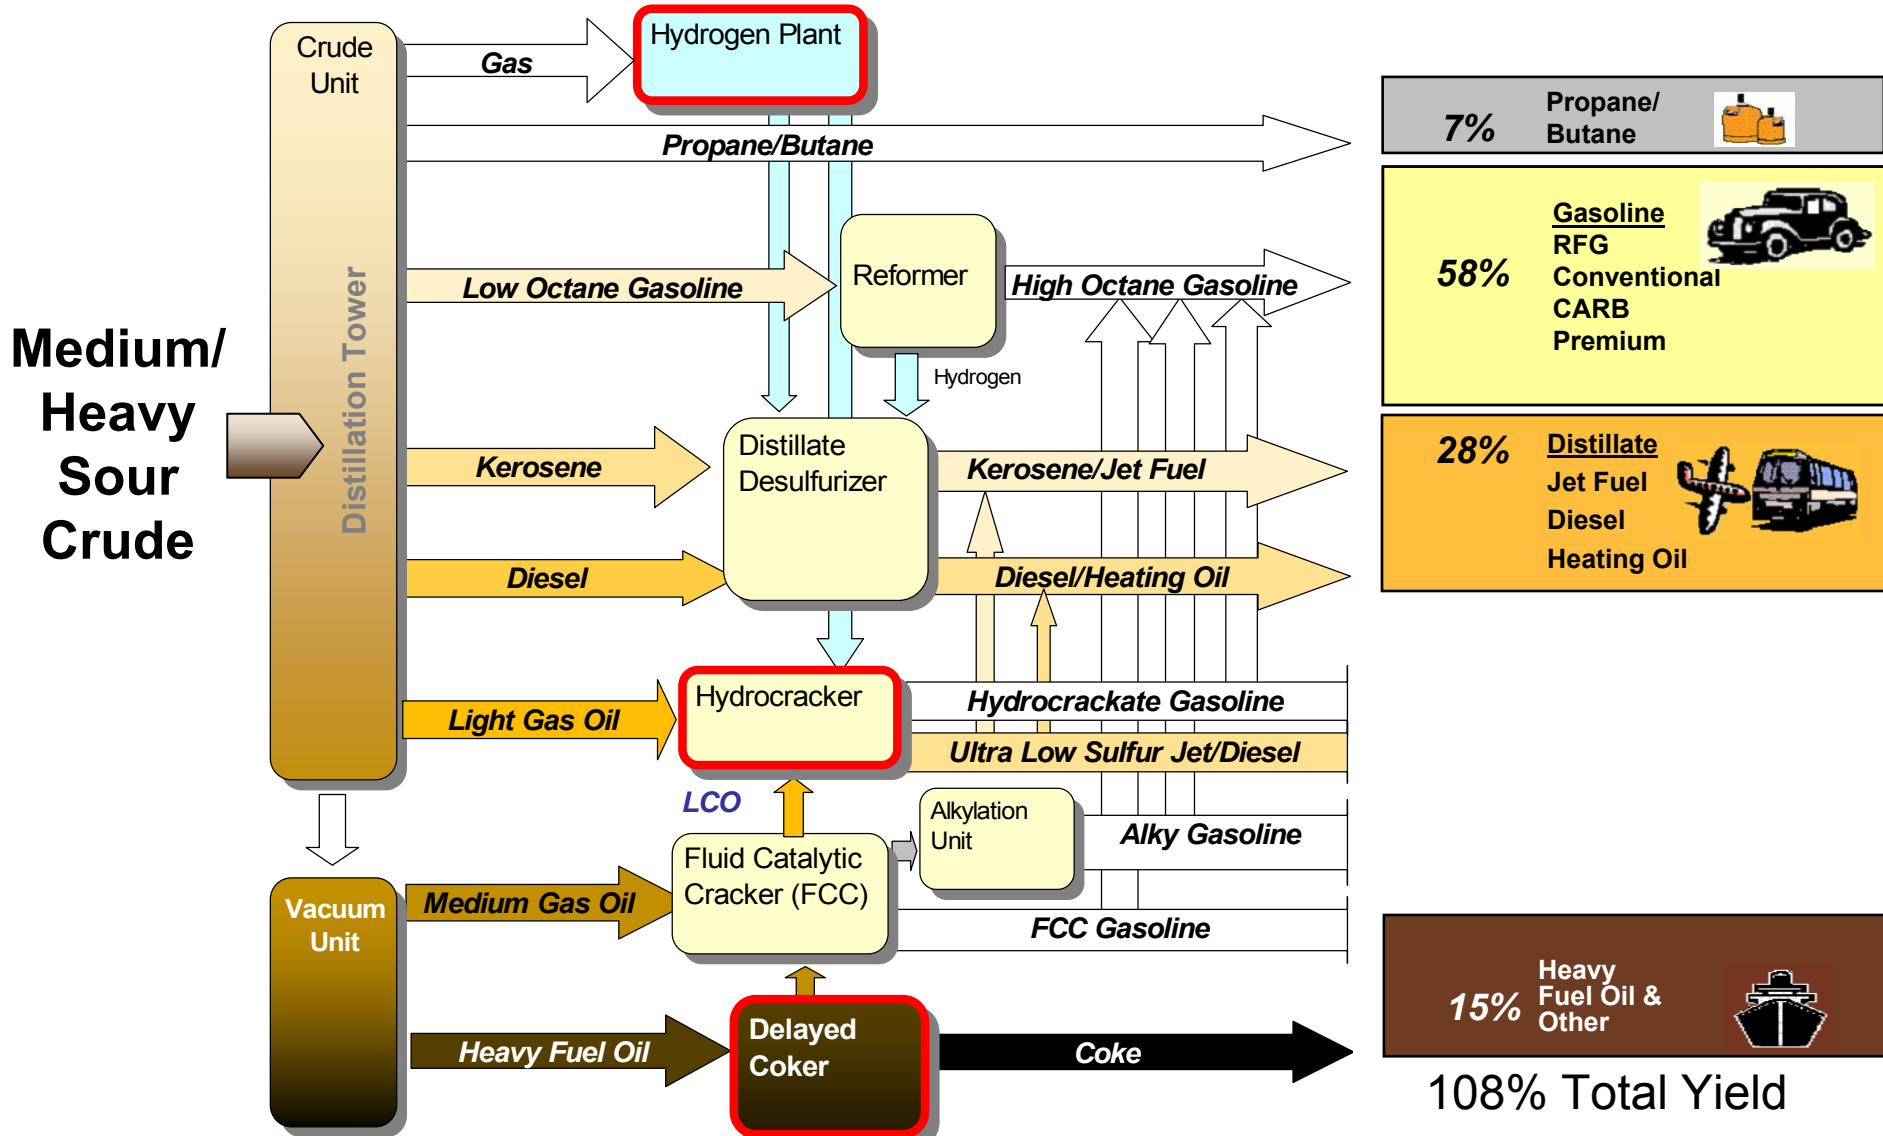 Medium/
Heavy
Sour
Crude
Crude
Unit
Distillation Tower
Vacuum
Unit
Gas
Hydrogen Plant
Propane/Butane
Low Octane Gasoline
Reformer
High Octane Gasoline
Hydrogen
Kerosene
Distillate
Desulfurizer
Kerosene/Jet Fuel
Diesel
Diesel/Heating Oil
Light Gas Oil
Hydrocracker
Hydrocrackate Gasoline
Ultra Low Sulfur Jet/Diesel
LCO
Alkylation
Unit
Alky Gasoline
Medium Gas Oil
Fluid Catalytic
Cracker (FCC)
FCC Gasoline
Heavy Fuel Oil
Delayed
Coker
Coke
7%
Propane/
Butane
58%
Gasoline
RFG
Conventional
CARB
Premium
28%
Distillate
Jet Fuel
Diesel
Heating Oil
15%
Heavy
Fuel Oil &
Other
108% Total Yield